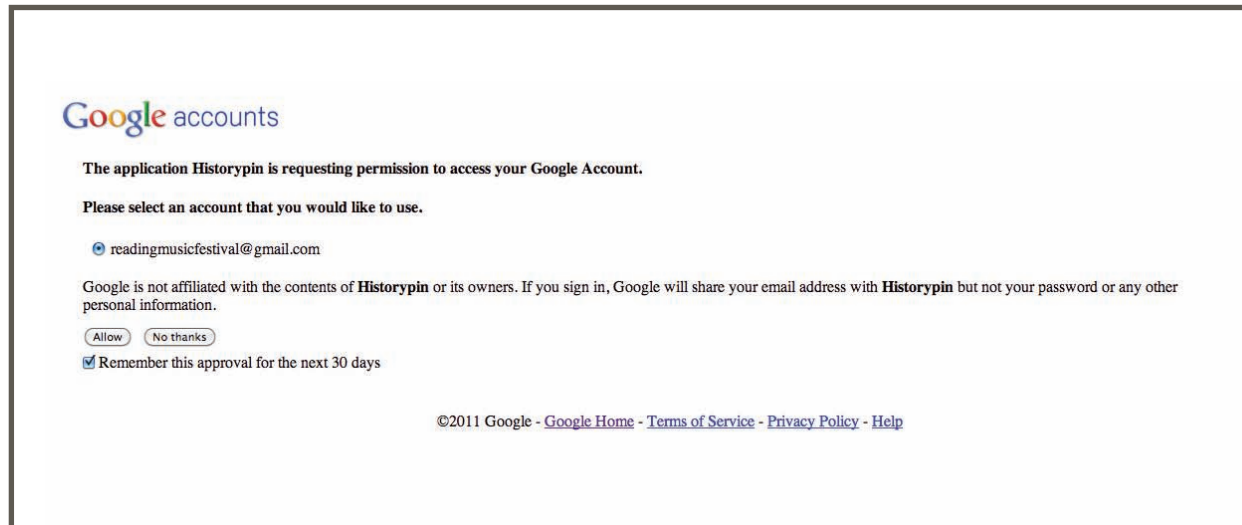 Google accounts
The application Historypin is requesting permission to access your Google Account.
Please select an account that you would like to use.
readingmusicfestival@gmail.com
Google is not affiliated with the contents of Historypin or its owners. If you sign in, Google will share your email address with Historypin but not your password or any other
personal information.
Allow No thanks
Remember this approval for the next 30 days
©2011 Google - Google Home - Terms of Service - Privacy Policy - Help